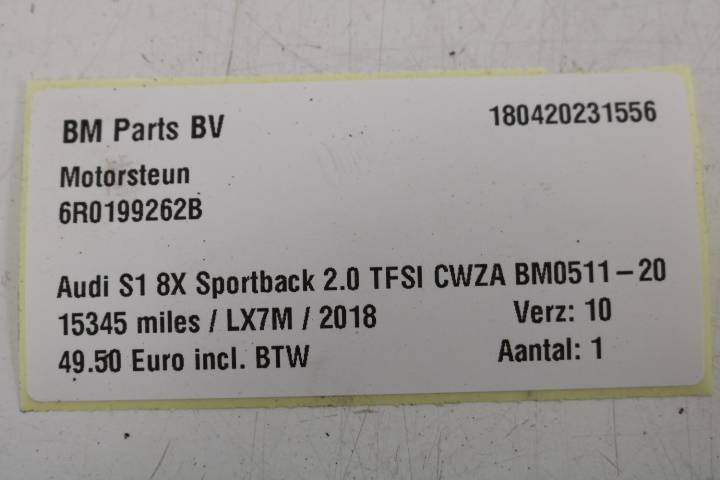 BM Parts BV 180420231556
Motorsteun
6R0199262B
Audi S1 8X Sportback 2.0 TFSI CWZA BM0511-20
15345 miles / LX7M / 2018 Verz: 10
49.50 Euro incl. BTW Aantal: 1